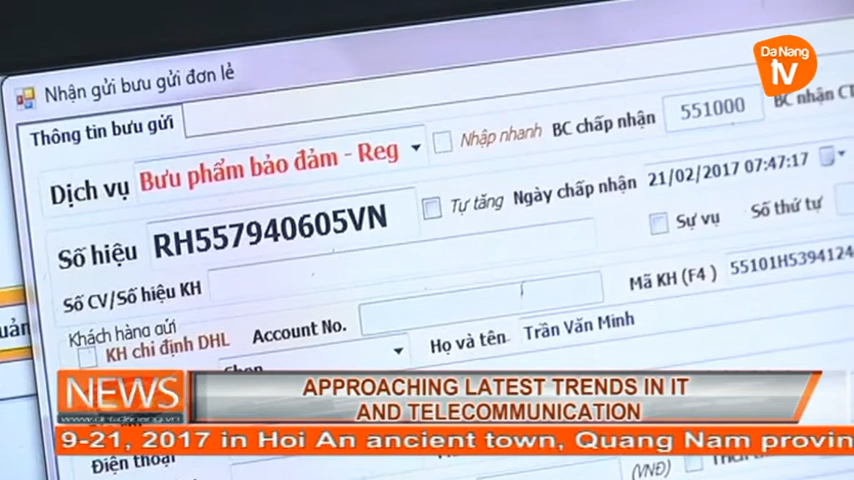 Da Nang
tv
Nhận gửi bưu gửi đơn lẻ
Thông tin bưu gửi
Dịch vụ Bưu phẩm bảo đảm - Reg Nhập nhanh BC chấp nhận 551000 BC nhận CT
Số hiệu RH557940605VN Tự tăng Ngày chấp nhận 21/02/2017 07:47:17
Số CV/Số hiệu KH Sự vụ Số thứ tự
Khách hàng gửi Mã KH (F4) 55101H5394124
KH chỉ định DHL Account No. Họ và tên Trần Văn Minh
NEWS
APPROACHING LATEST TRENDS IN IT
AND TELECOMMUNICATION
9-21, 2017 in Hoi An ancient town, Quang Nam provin
Điện thoại (VNĐ)